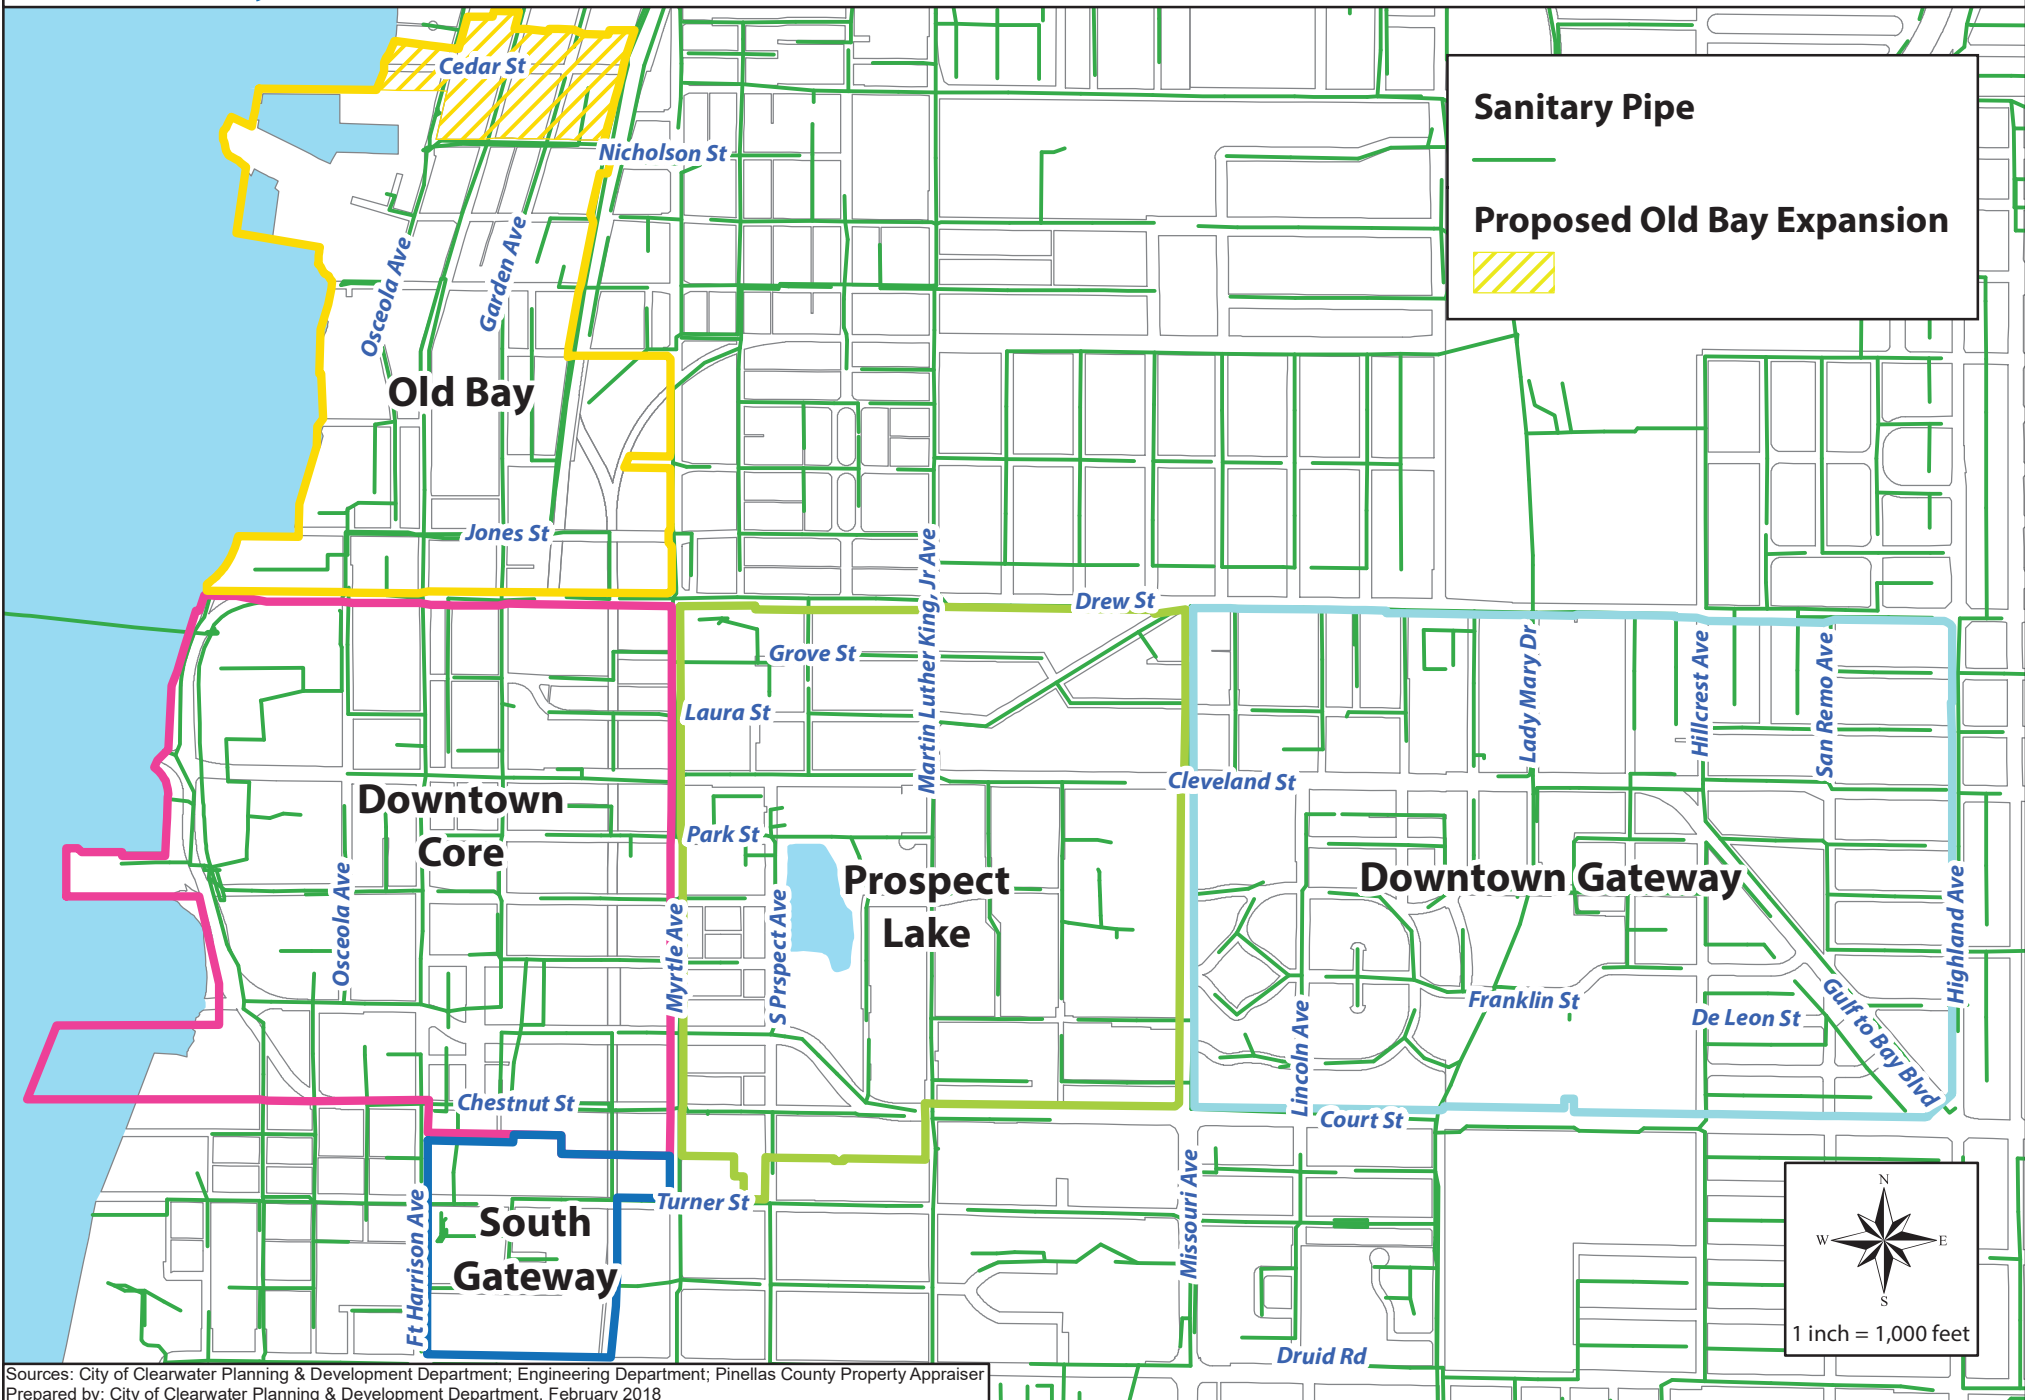 Cedar St
Sanitary Pipe
Nicholson St
Proposed Old Bay Expansion
Osceola Ave
Garden Ave
Old Bay
Jones St
Martin Luther King, Jr Ave
Drew St
Grove St
Lady Mary Dr
Hillcrest Ave
San Remo Ave
Laura St
Cleveland St
Downtown
Core
Park St
Prospect
Lake
Downtown Gateway
Osceola Ave
Myrtle Ave
S Prspect Ave
Highland Ave
Lincoln Ave
Franklin St
De Leon St
Gulf to Bay Blvd
Chestnut St
Court St
Ft Harrison Ave
Turner St
Missouri Ave
South
Gateway
N
W
E
S
1 inch = 1,000 feet
Druid Rd
Sources: City of Clearwater Planning & Development Department; Engineering Department; Pinellas County Property Appraiser
Prepared by: City of Clearwater Planning & Development Department, February 2018